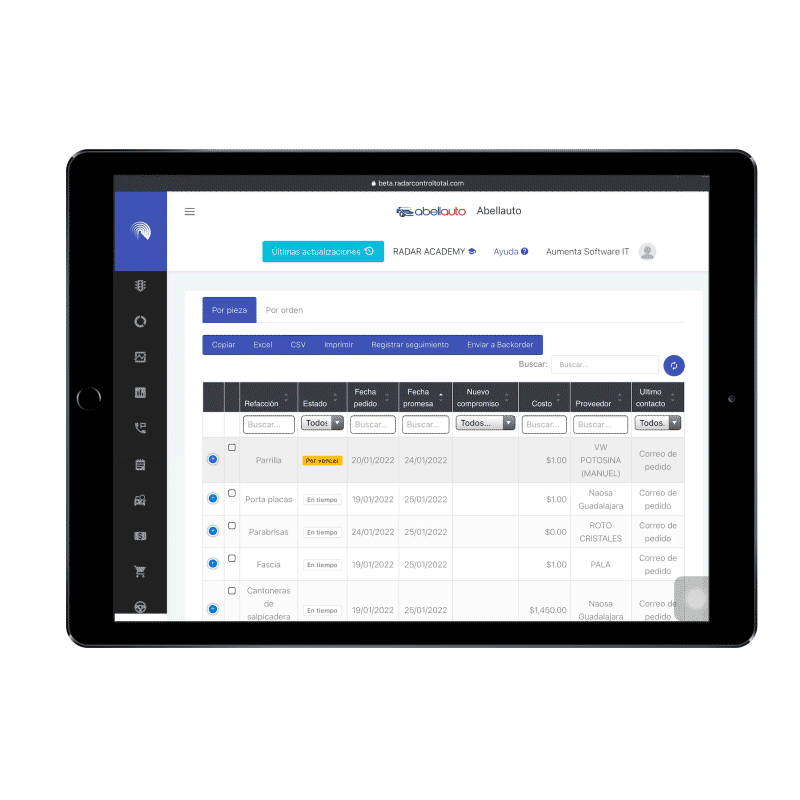 beta.radarcontroltotal.com
abellauto Abellauto
Últimas actualizaciones RADAR ACADEMY Ayuda Aumenta Software IT
Por pieza Por orden
Copiar Excel CSV Imprimir Registrar seguimiento Enviar a Backorder
Buscar: Buscar...
Refacción Estado Fecha pedido Fecha promesa Nuevo compromiso Costo Proveedor Ultimo contacto
Buscar... Todos Buscar... Buscar... Todos... Buscar... Buscar... Todos.
Parrilla Por vencer 20/01/2022 24/01/2022 $1.00 VW POTOSINA (MANUEL) Correo de pedido
Porta placas En tiempo 19/01/2022 25/01/2022 $1.00 Naosa Guadalajara Correo de pedido
Parabrisas En tiempo 24/01/2022 25/01/2022 $0.00 ROTO CRISTALES Correo de pedido
Fascia En tiempo 19/01/2022 25/01/2022 $1.00 PALA Correo de pedido
Cantoneras de salpicadera En tiempo 19/01/2022 25/01/2022 $1,450.00 Naosa Guadalajara Correo de pedido